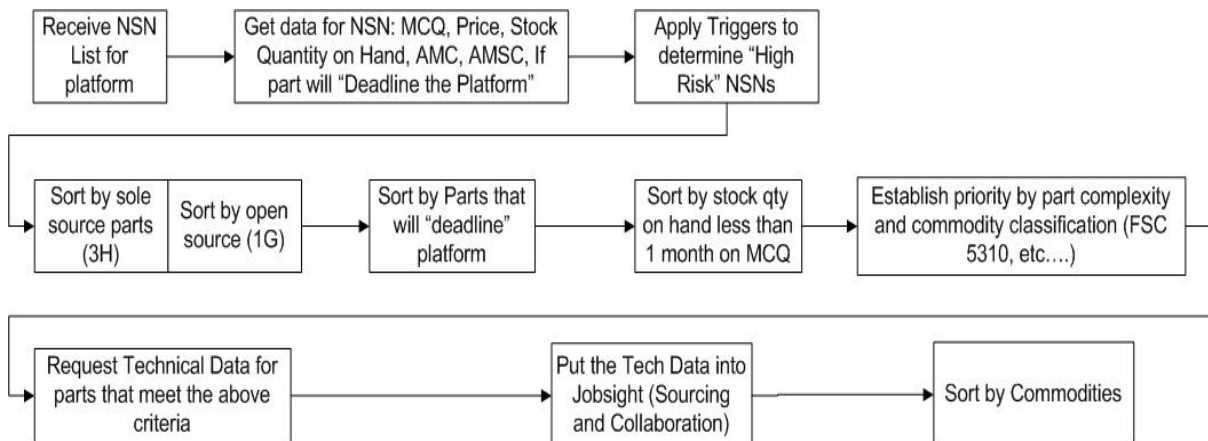 Receive NSN
List for
platform
Get data for NSN: MCQ, Price, Stock
Quantity on Hand, AMC, AMSC, If
part will “Deadline the Platform”
Apply Triggers to
determine “High
Risk” NSNs
Sort by sole
source parts
(3H)
Sort by open
source (1G)
Sort by Parts that
will “deadline”
platform
Sort by stock qty
on hand less than
1 month on MCQ
Establish priority by part complexity
and commodity classification (FSC
5310, etc….)
Request Technical Data for
parts that meet the above
criteria
Put the Tech Data into
Jobsight (Sourcing
and Collaboration)
Sort by Commodities